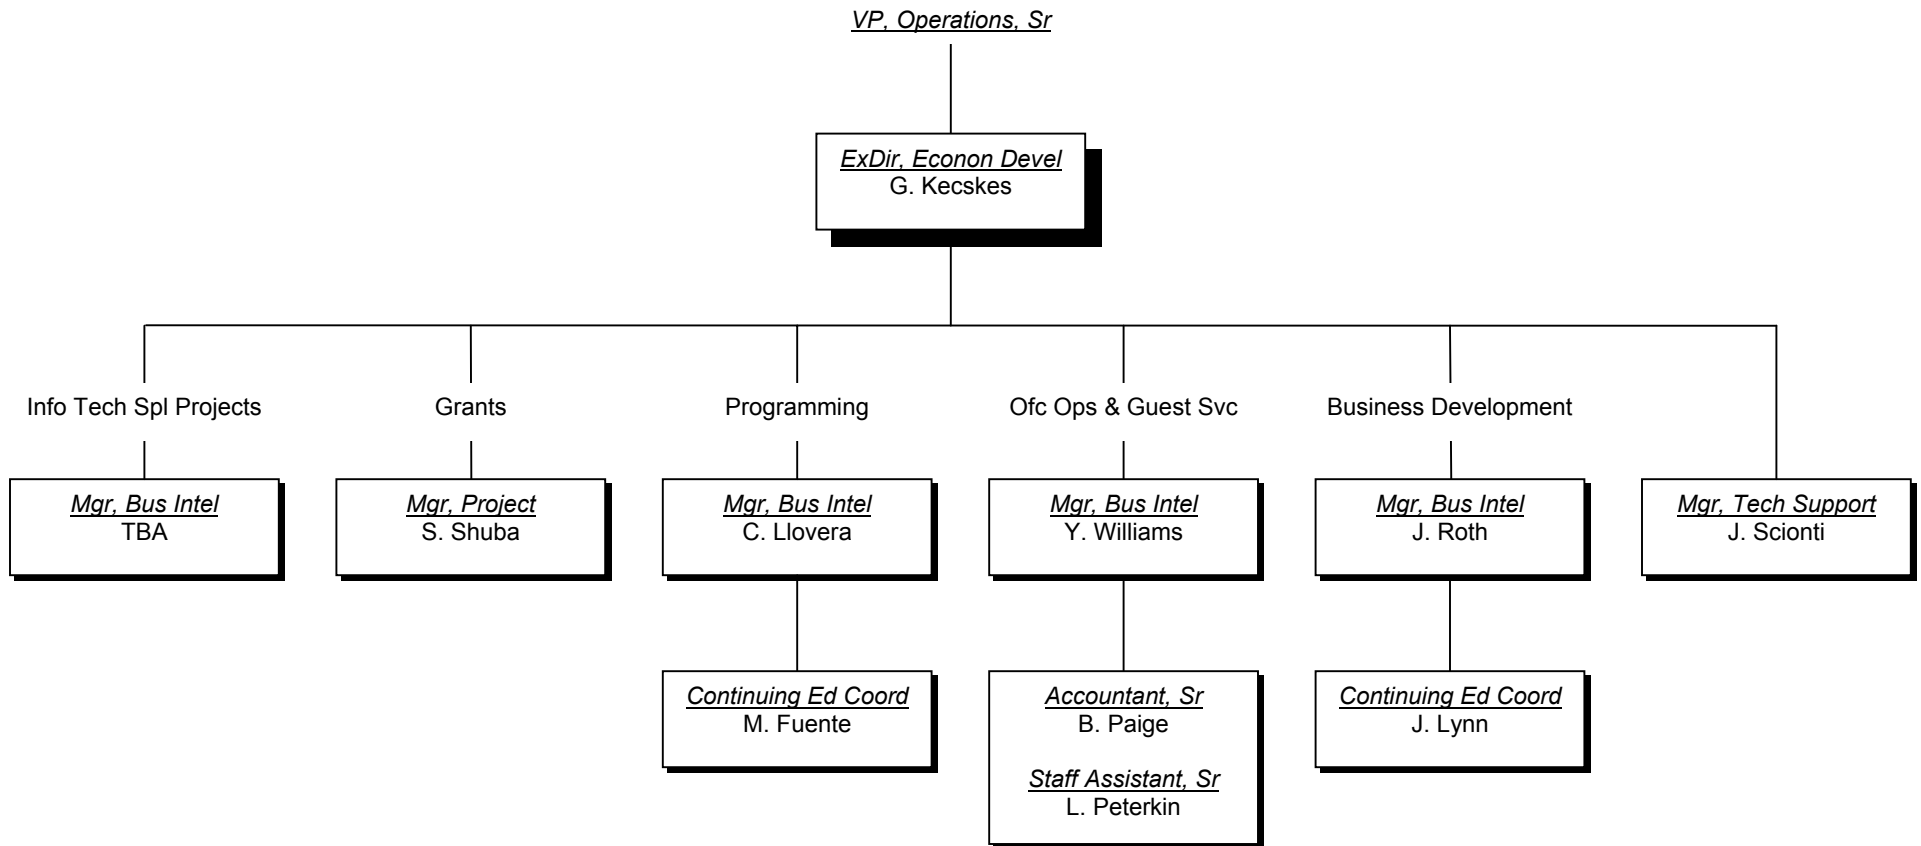 VP, Operations, Sr
ExDir, Econon Devel
G. Kecskes
Info Tech Spl Projects
Grants
Programming
Ofc Ops & Guest Svc
Business Development
Mgr, Bus Intel
TBA
Mgr, Project
S. Shuba
Mgr, Bus Intel
C. Llovera
Mgr, Bus Intel
Y. Williams
Mgr, Bus Intel
J. Roth
Mgr, Tech Support
J. Scionti
Continuing Ed Coord
M. Fuente
Accountant, Sr
B. Paige
Staff Assistant, Sr
L. Peterkin
Continuing Ed Coord
J. Lynn